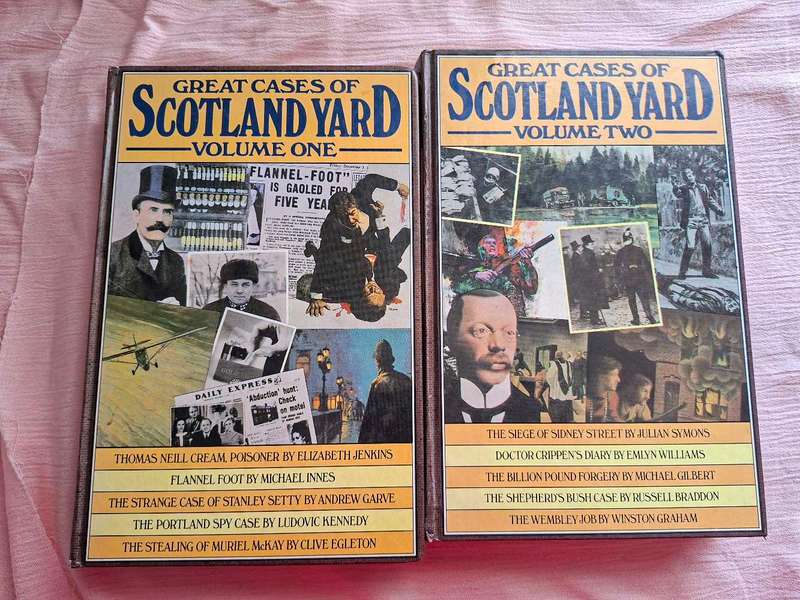 GREAT CASES OF
SCOTLAND YARD
VOLUME ONE
"FLANNEL-FOOT"
IS GAOLED FOR
FIVE YEA
DAILY EXPRESS
'Abduction' hunt:
Check
on motel
THOMAS NEILL CREAM, POISONER BY ELIZABETH JENKINS
FLANNEL FOOT BY MICHAEL INNES
THE STRANGE CASE OF STANLEY SETTY BY ANDREW GARVE
THE PORTLAND SPY CASE BY LUDOVIC KENNEDY
THE STEALING OF MURIEL McKAY BY CLIVE EGLETON
GREAT CASES OF
SCOTLAND YARD
VOLUME TWO
THE SIEGE OF SIDNEY STREET BY JULIAN SYMONS
DOCTOR CRIPPEN'S DIARY BY EMLYN WILLIAMS
THE BILLION POUND FORGERY BY MICHAEL GILBERT
THE SHEPHERD'S BUSH CASE BY RUSSELL BRADDON
THE WEMBLEY JOB BY WINSTON GRAHAM